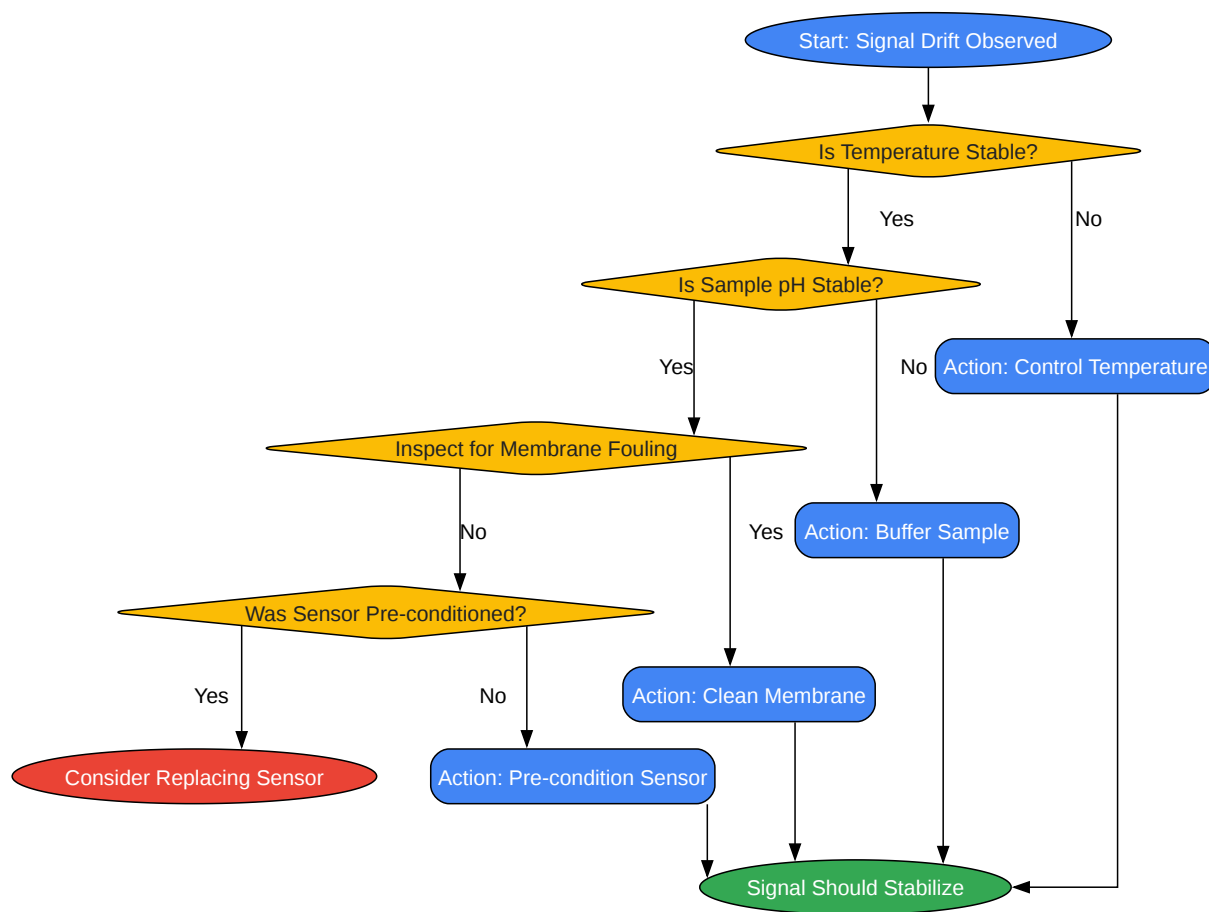 Start: Signal Drift Observed
Is Temperature Stable?
Yes
No
Is Sample pH Stable?
Yes
No
Action: Control Temperature
Inspect for Membrane Fouling
No
Yes
Action: Buffer Sample
Was Sensor Pre-conditioned?
Yes
No
Action: Clean Membrane
Consider Replacing Sensor
Action: Pre-condition Sensor
Signal Should Stabilize